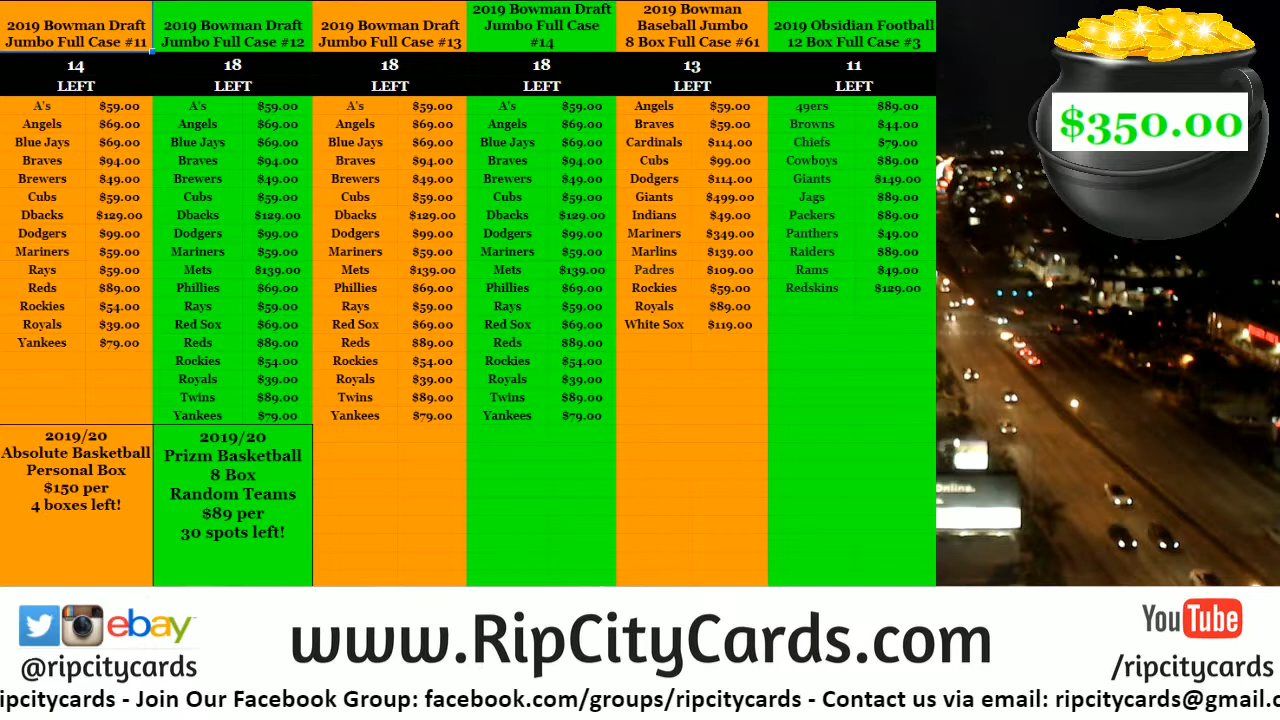 2019 Bowman Draft
Jumbo Full Case #11
14
LEFT
A's $59.00
Angels $69.00
Blue Jays $69.00
Braves $94.00
Brewers $49.00
Cubs $59.00
Dbacks $129.00
Dodgers $99.00
Mariners $59.00
Rays $59.00
Reds $89.00
Rockies $54.00
Royals $39.00
Yankees $79.00
2019/20
Absolute Basketball
Personal Box
$150 per
4 boxes left!
2019 Bowman Draft
Jumbo Full Case #12
18
LEFT
A's $59.00
Angels $69.00
Blue Jays $69.00
Braves $94.00
Brewers $49.00
Cubs $59.00
Dbacks $129.00
Dodgers $99.00
Mariners $59.00
Mets $139.00
Phillies $69.00
Rays $59.00
Red Sox $69.00
Reds $89.00
Rockies $54.00
Royals $39.00
Twins $89.00
Yankees $79.00
2019/20
Prizm Basketball
8 Box
Random Teams
$89 per
30 spots left!
2019 Bowman Draft
Jumbo Full Case #13
18
LEFT
A's $59.00
Angels $69.00
Blue Jays $69.00
Braves $94.00
Brewers $49.00
Cubs $59.00
Dbacks $129.00
Dodgers $99.00
Mariners $59.00
Mets $139.00
Phillies $69.00
Rays $59.00
Red Sox $69.00
Reds $89.00
Rockies $54.00
Royals $39.00
Twins $89.00
Yankees $79.00
2019 Bowman Draft
Jumbo Full Case
#14
18
LEFT
A's $59.00
Angels $69.00
Blue Jays $69.00
Braves $94.00
Brewers $49.00
Cubs $59.00
Dbacks $129.00
Dodgers $99.00
Mariners $59.00
Mets $139.00
Phillies $69.00
Rays $59.00
Red Sox $69.00
Reds $89.00
Rockies $54.00
Royals $39.00
Twins $89.00
Yankees $79.00
2019 Bowman
Baseball Jumbo
8 Box Full Case #61
13
LEFT
Angels $59.00
Braves $59.00
Cardinals $114.00
Cubs $99.00
Dodgers $114.00
Giants $499.00
Indians $49.00
Mariners $349.00
Marlins $139.00
Padres $109.00
Rockies $59.00
Royals $89.00
White Sox $119.00
2019 Obsidian Football
12 Box Full Case #3
11
LEFT
49ers $89.00
Browns $44.00
Chiefs $79.00
Cowboys $89.00
Giants $149.00
Jags $89.00
Packers $89.00
Panthers $49.00
Raiders $89.00
Rams $49.00
Redskins $129.00
$350.00
Online.
ebay
@ripcitycards
www.RipCityCards.com
YouTube
/ripcitycards
ripcitycards - Join Our Facebook Group: facebook.com/groups/ripcitycards - Contact us via email: ripcitycards@gmail.c